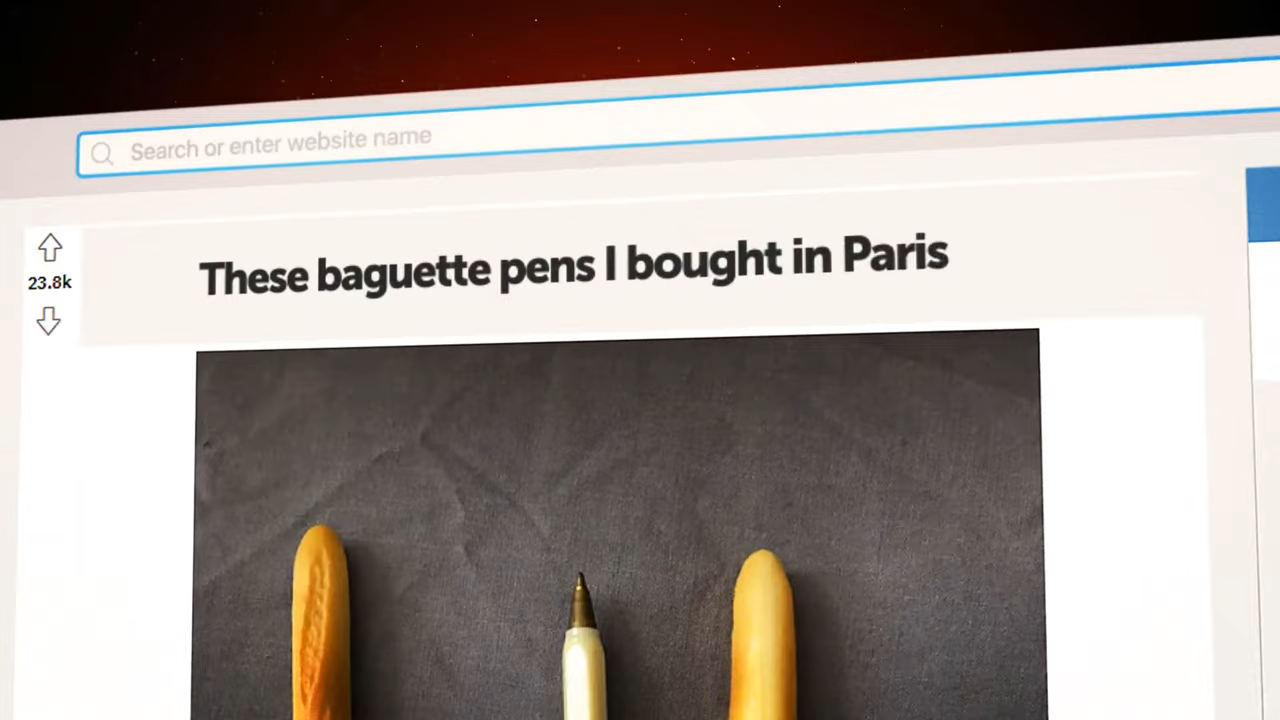 Search or enter website name
These baguette pens I bought in Paris
23.8k